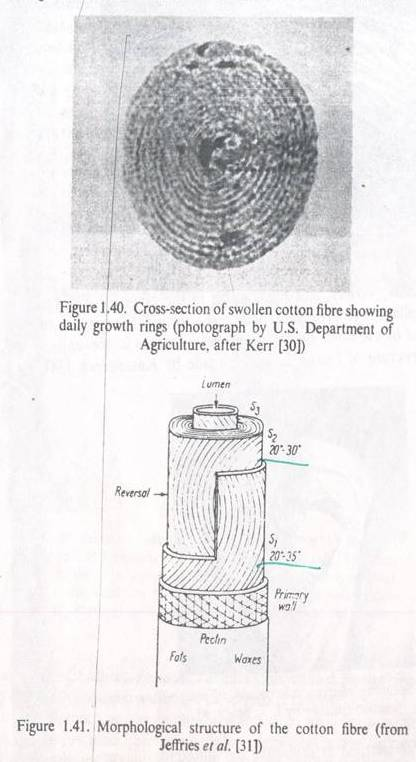 Figure 1.40. Cross-section of swollen cotton fibre showing
daily growth rings (photograph by U.S. Department of
Agriculture, after Kerr [30])
Lumen
S₃
S₂
20°-30°
Reversal
S₁
20°-35°
Primary
wall
Pectin
Fats Waxes
Figure 1.41. Morphological structure of the cotton fibre (from
Jeffries et al. [31])